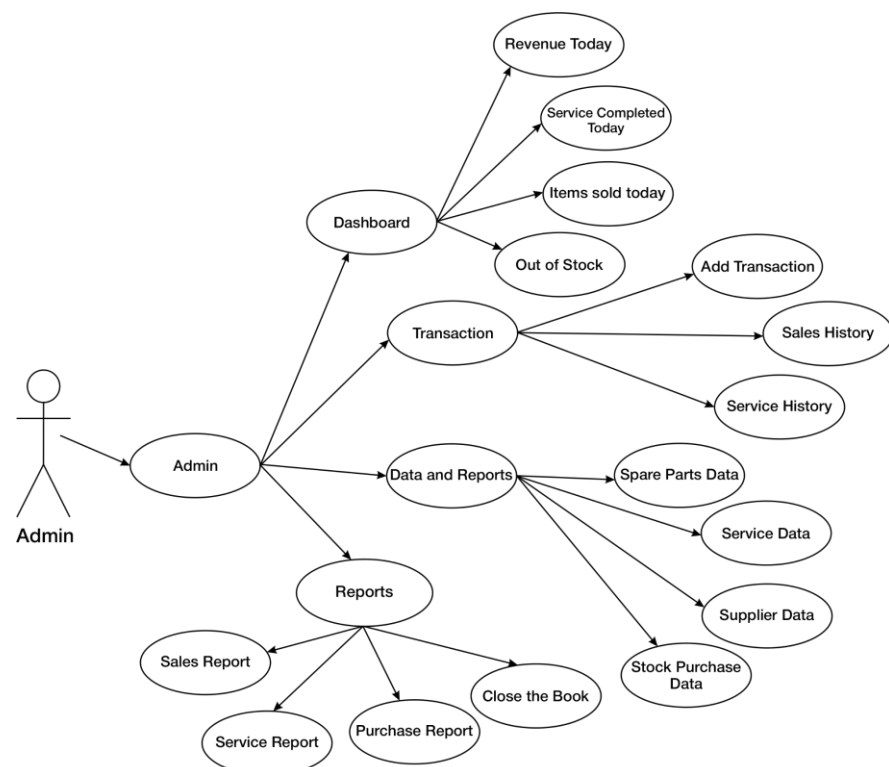 Revenue Today
Service Completed
Today
Items sold today
Dashboard
Out of Stock
Add Transaction
Transaction
Sales History
Service History
Admin
Admin
Data and Reports
Spare Parts Data
Service Data
Supplier Data
Stock Purchase
Data
Reports
Sales Report
Service Report
Purchase Report
Close the Book